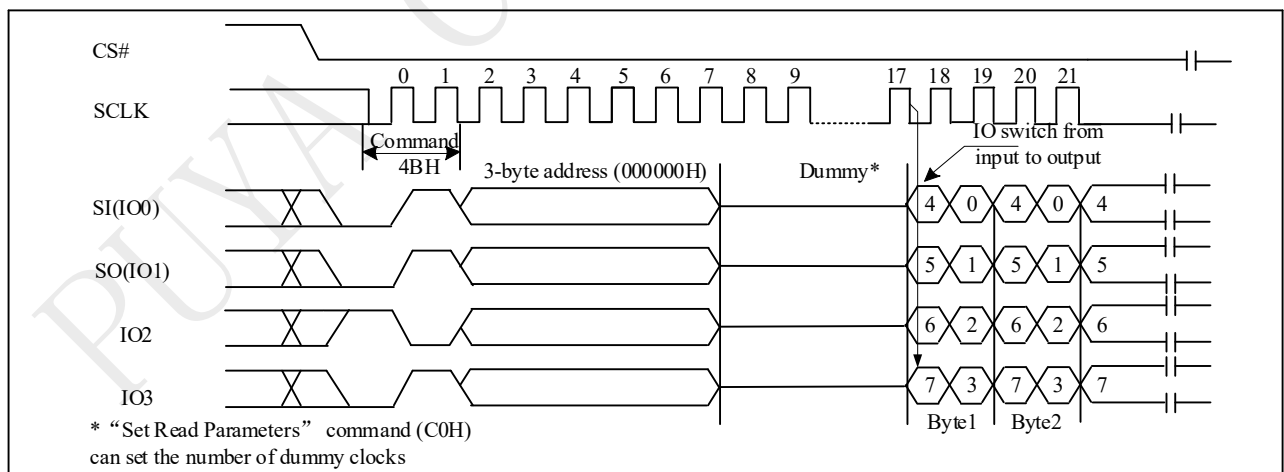 PUYA
CS#
0 1 2 3 4 5 6 7 8 9 17 18 19 20 21
SCLK
Command
4BH
IO switch from
input to output
3-byte address (000000H)
Dummy*
SI(IO0)
4 0 4 0 4
SO(IO1)
5 1 5 1 5
IO2
6 2 6 2 6
IO3
7 3 7 3 7
Byte1 Byte2
* “Set Read Parameters” command (C0H)
can set the number of dummy clocks